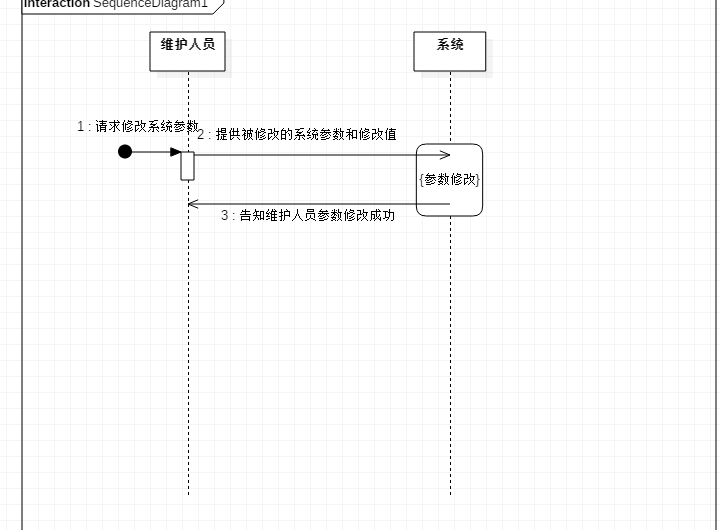 interaction SequenceDiagram1
维护人员
系统
1 : 请求修改系统参数
2 : 提供被修改的系统参数和修改值
{参数修改}
3 : 告知维护人员参数修改成功